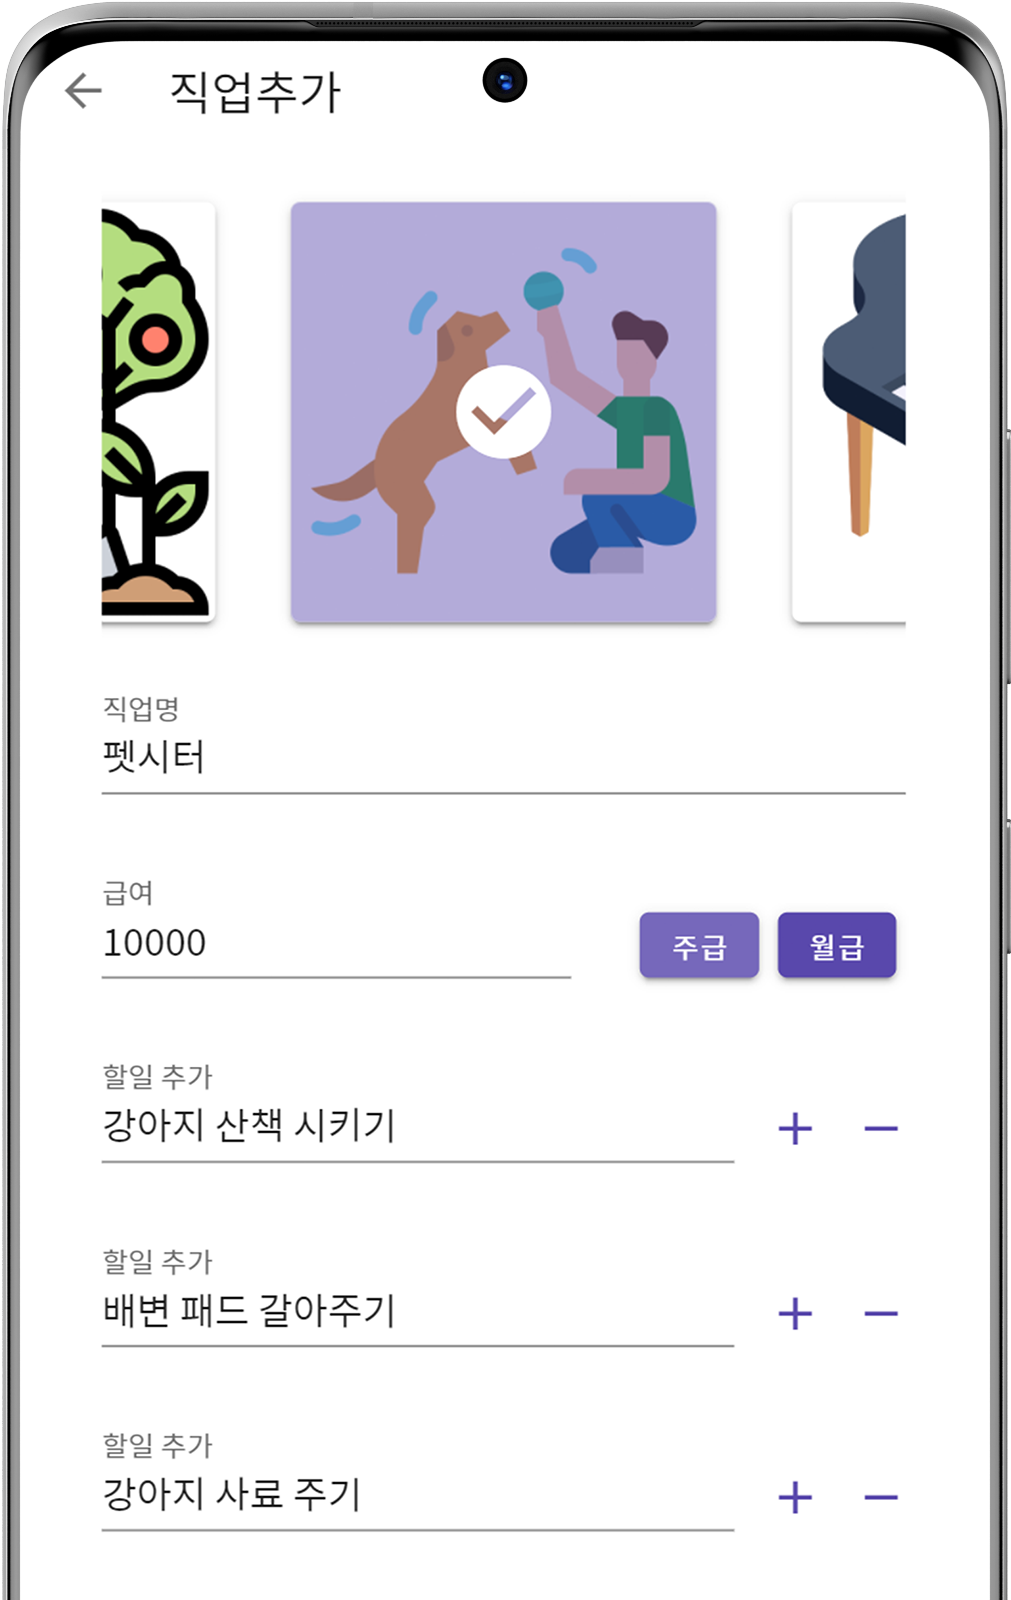 직업추가
직업명
펫시터
급여
10000
주급 월급
할일 추가
강아지 산책 시키기
할일 추가
배변 패드 갈아주기
할일 추가
강아지 사료 주기